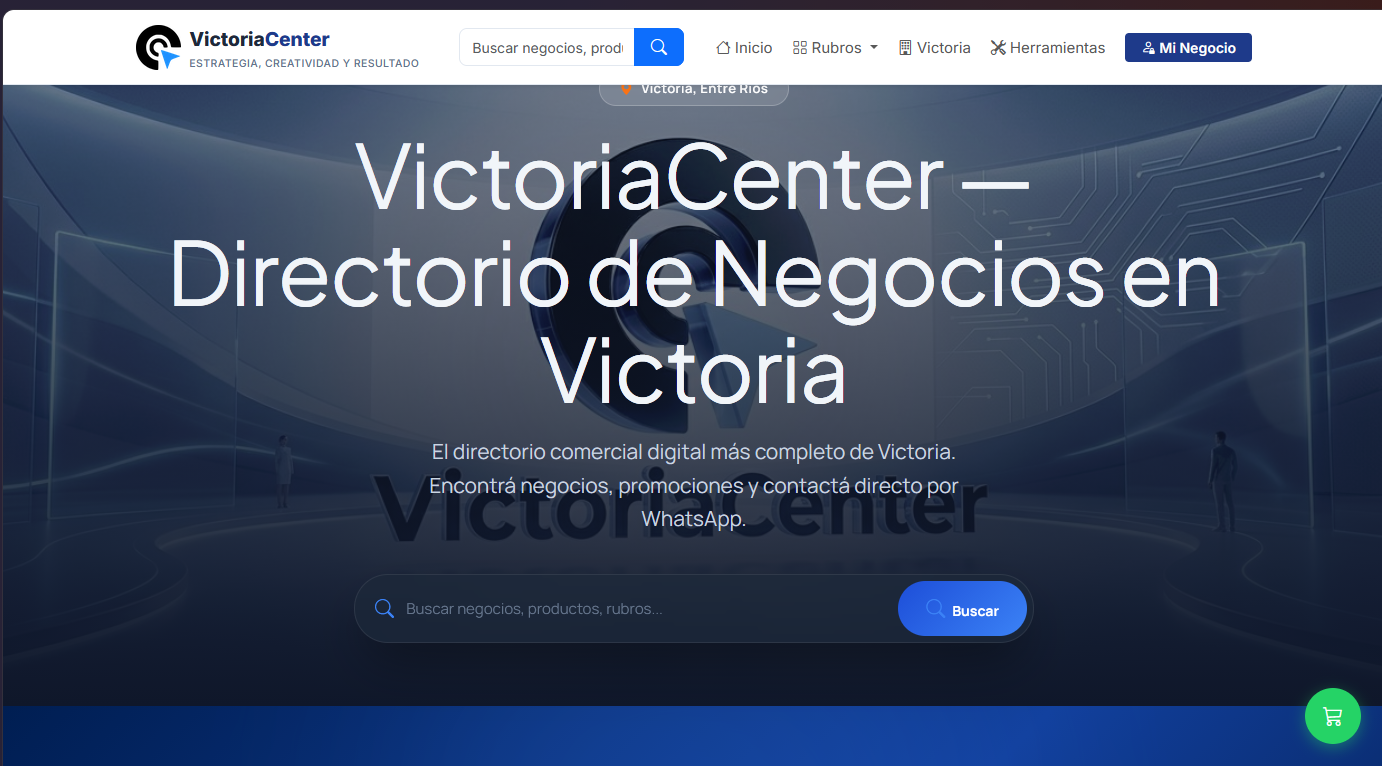 VictoriaCenter
ESTRATEGIA, CREATIVIDAD Y RESULTADO
Buscar negocios, prod
Inicio
Rubros
Victoria
Herramientas
Mi Negocio
Victoria, Entre Ríos
VictoriaCenter —
Directorio de Negocios en
Victoria
El directorio comercial digital más completo de Victoria.
Encontrá negocios, promociones y contactá directo por
WhatsApp.
VictoriaCenter
Buscar negocios, productos, rubros...
Buscar